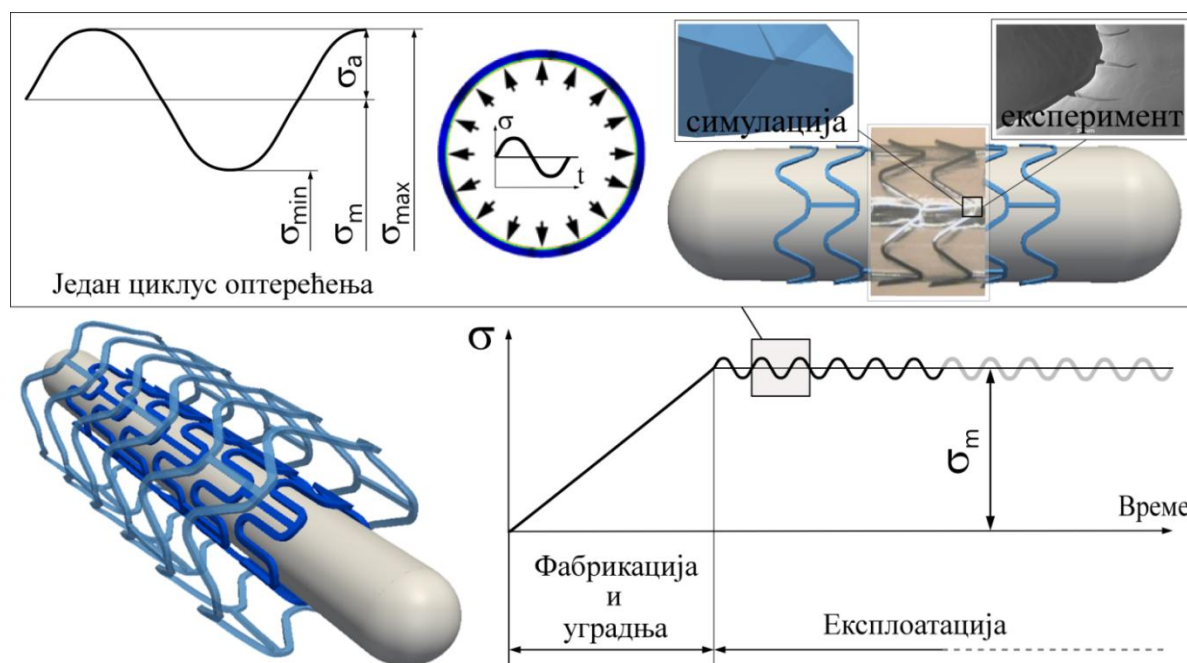 σa
σmin
σm
σmax
Један циклус оптерећења
σ
t
симулација
експеримент
σ
σm
Време
Фабрикација
и
уградња
Експлоатација